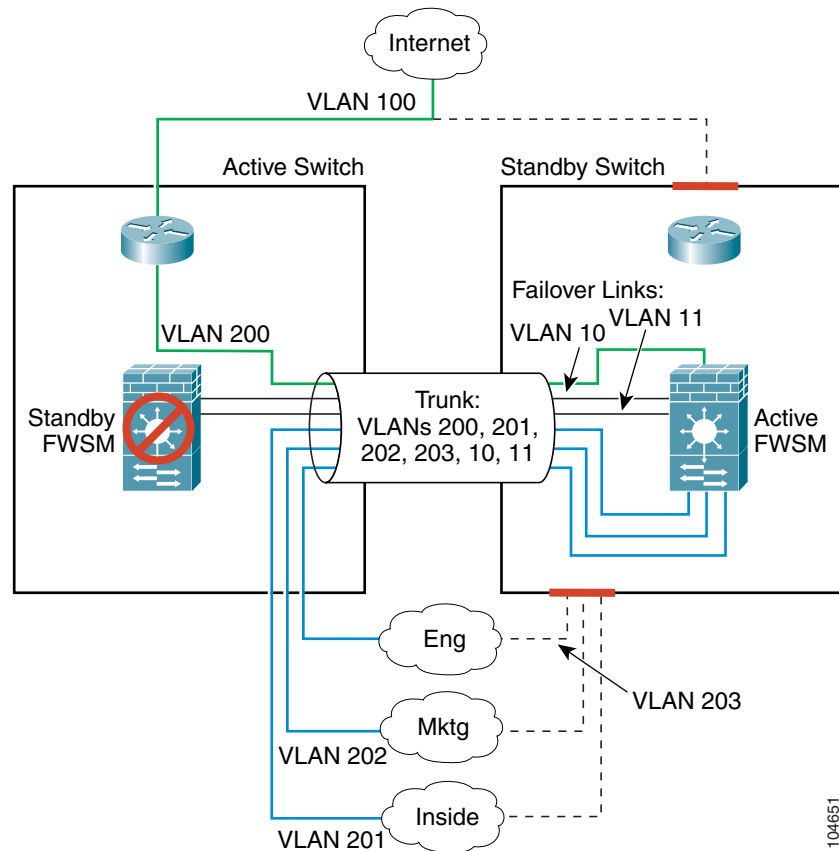 Internet
VLAN 100
Active Switch
Standby Switch
Failover Links:
VLAN 11
VLAN 10
VLAN 200
Trunk:
VLANs 200, 201,
202, 203, 10, 11
Standby
FWSM
Active
FWSM
Eng
VLAN 203
Mktg
VLAN 202
Inside
VLAN 201
104651